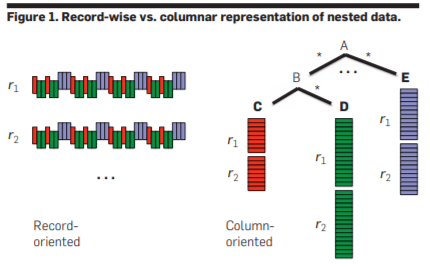 Figure 1. Record-wise vs. columnar representation of nested data.
r1
r2
...
Record-
oriented
A
* *
B ... E
*
C D
r1
r2
r1
r2
r1
r2
Column-
oriented